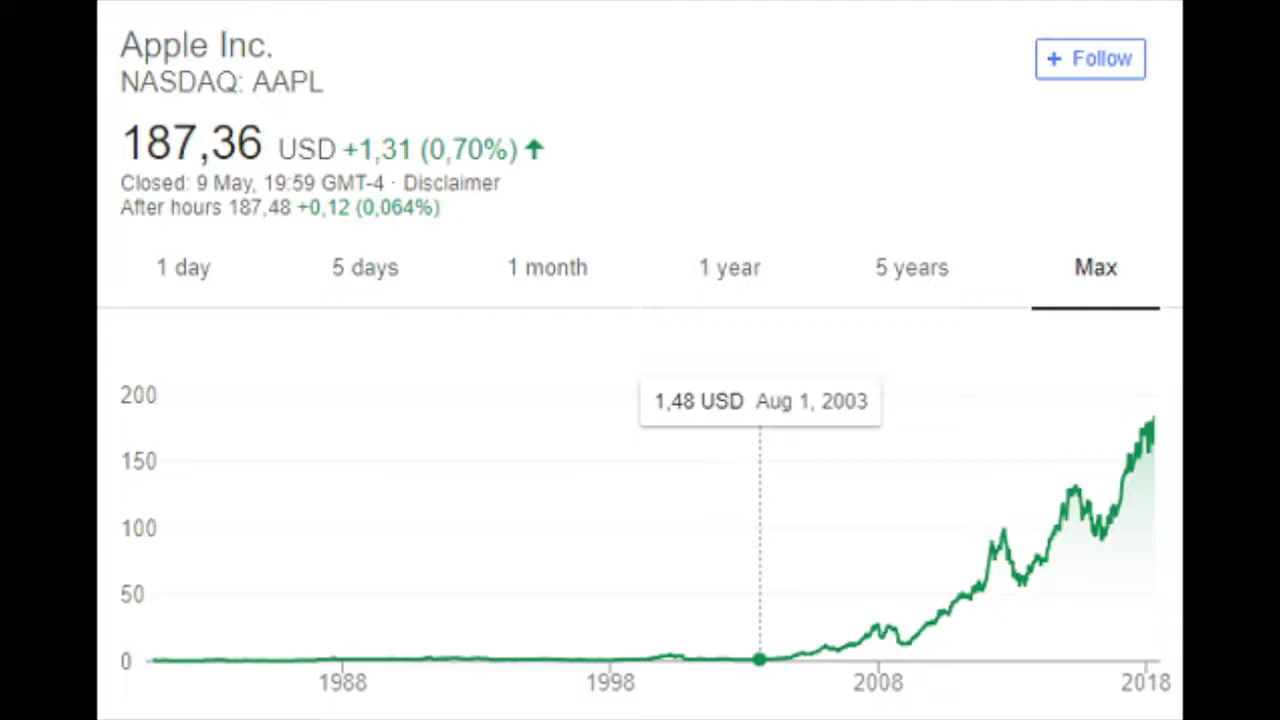 Apple Inc.
NASDAQ: AAPL
+ Follow
187,36 USD +1,31 (0,70%)
Closed: 9 May, 19:59 GMT-4 · Disclaimer
After hours 187,48 +0,12 (0,064%)
1 day 5 days 1 month 1 year 5 years Max
1,48 USD Aug 1, 2003
200
150
100
50
0
1988 1998 2008 2018